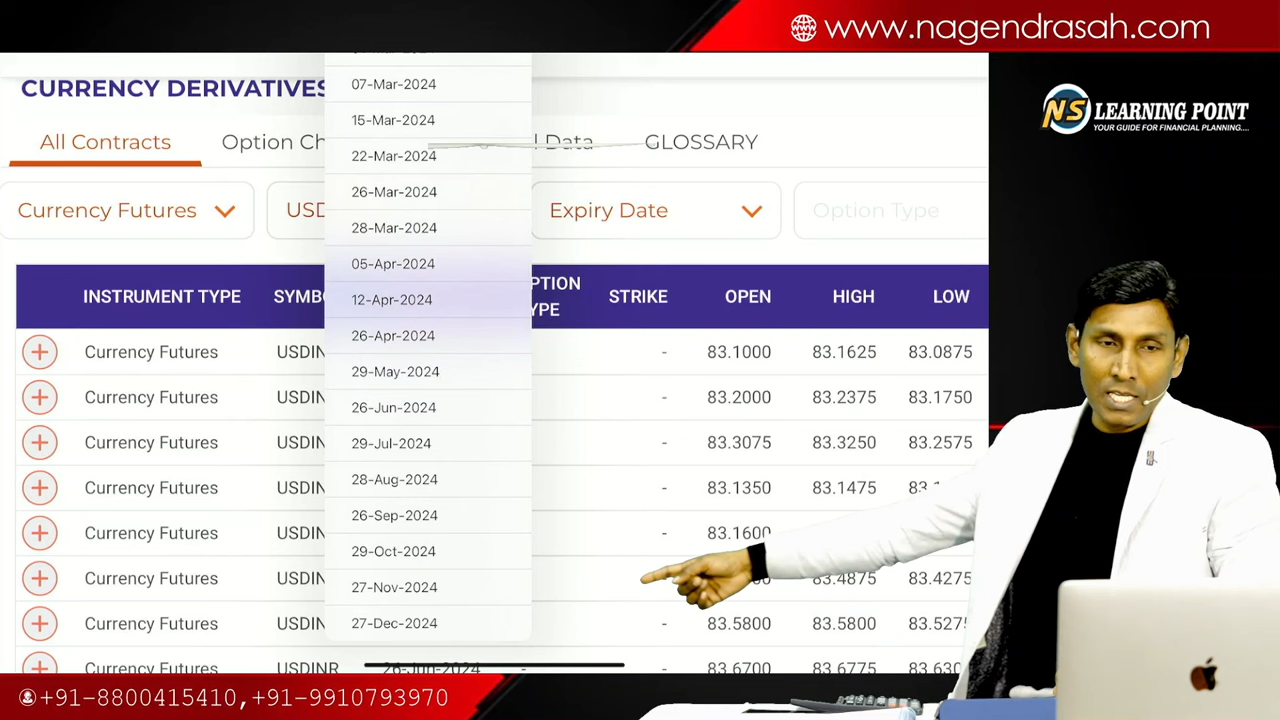 www.nagendrasah.com
NS LEARNING POINT
YOUR GUIDE FOR FINANCIAL PLANNING....
CURRENCY DERIVATIVES
All Contracts
Option Ch
l Data
GLOSSARY
Currency Futures
USD
Expiry Date
Option Type
07-Mar-2024
15-Mar-2024
22-Mar-2024
26-Mar-2024
28-Mar-2024
05-Apr-2024
12-Apr-2024
26-Apr-2024
29-May-2024
26-Jun-2024
29-Jul-2024
28-Aug-2024
26-Sep-2024
29-Oct-2024
27-Nov-2024
27-Dec-2024
INSTRUMENT TYPE SYMBO PTION YPE STRIKE OPEN HIGH LOW
Currency Futures USDIN - 83.1000 83.1625 83.0875
Currency Futures USDIN - 83.2000 83.2375 83.1750
Currency Futures USDIN - 83.3075 83.3250 83.2575
Currency Futures USDIN - 83.1350 83.1475
Currency Futures USDIN - 83.1600
Currency Futures USDIN - 83.4875 83.4275
Currency Futures USDIN - 83.5800 83.5800 83.5275
Currency Futures USDINR 26-Jun-2024 - - 83.6700 83.6775
+91-8800415410,+91-9910793970